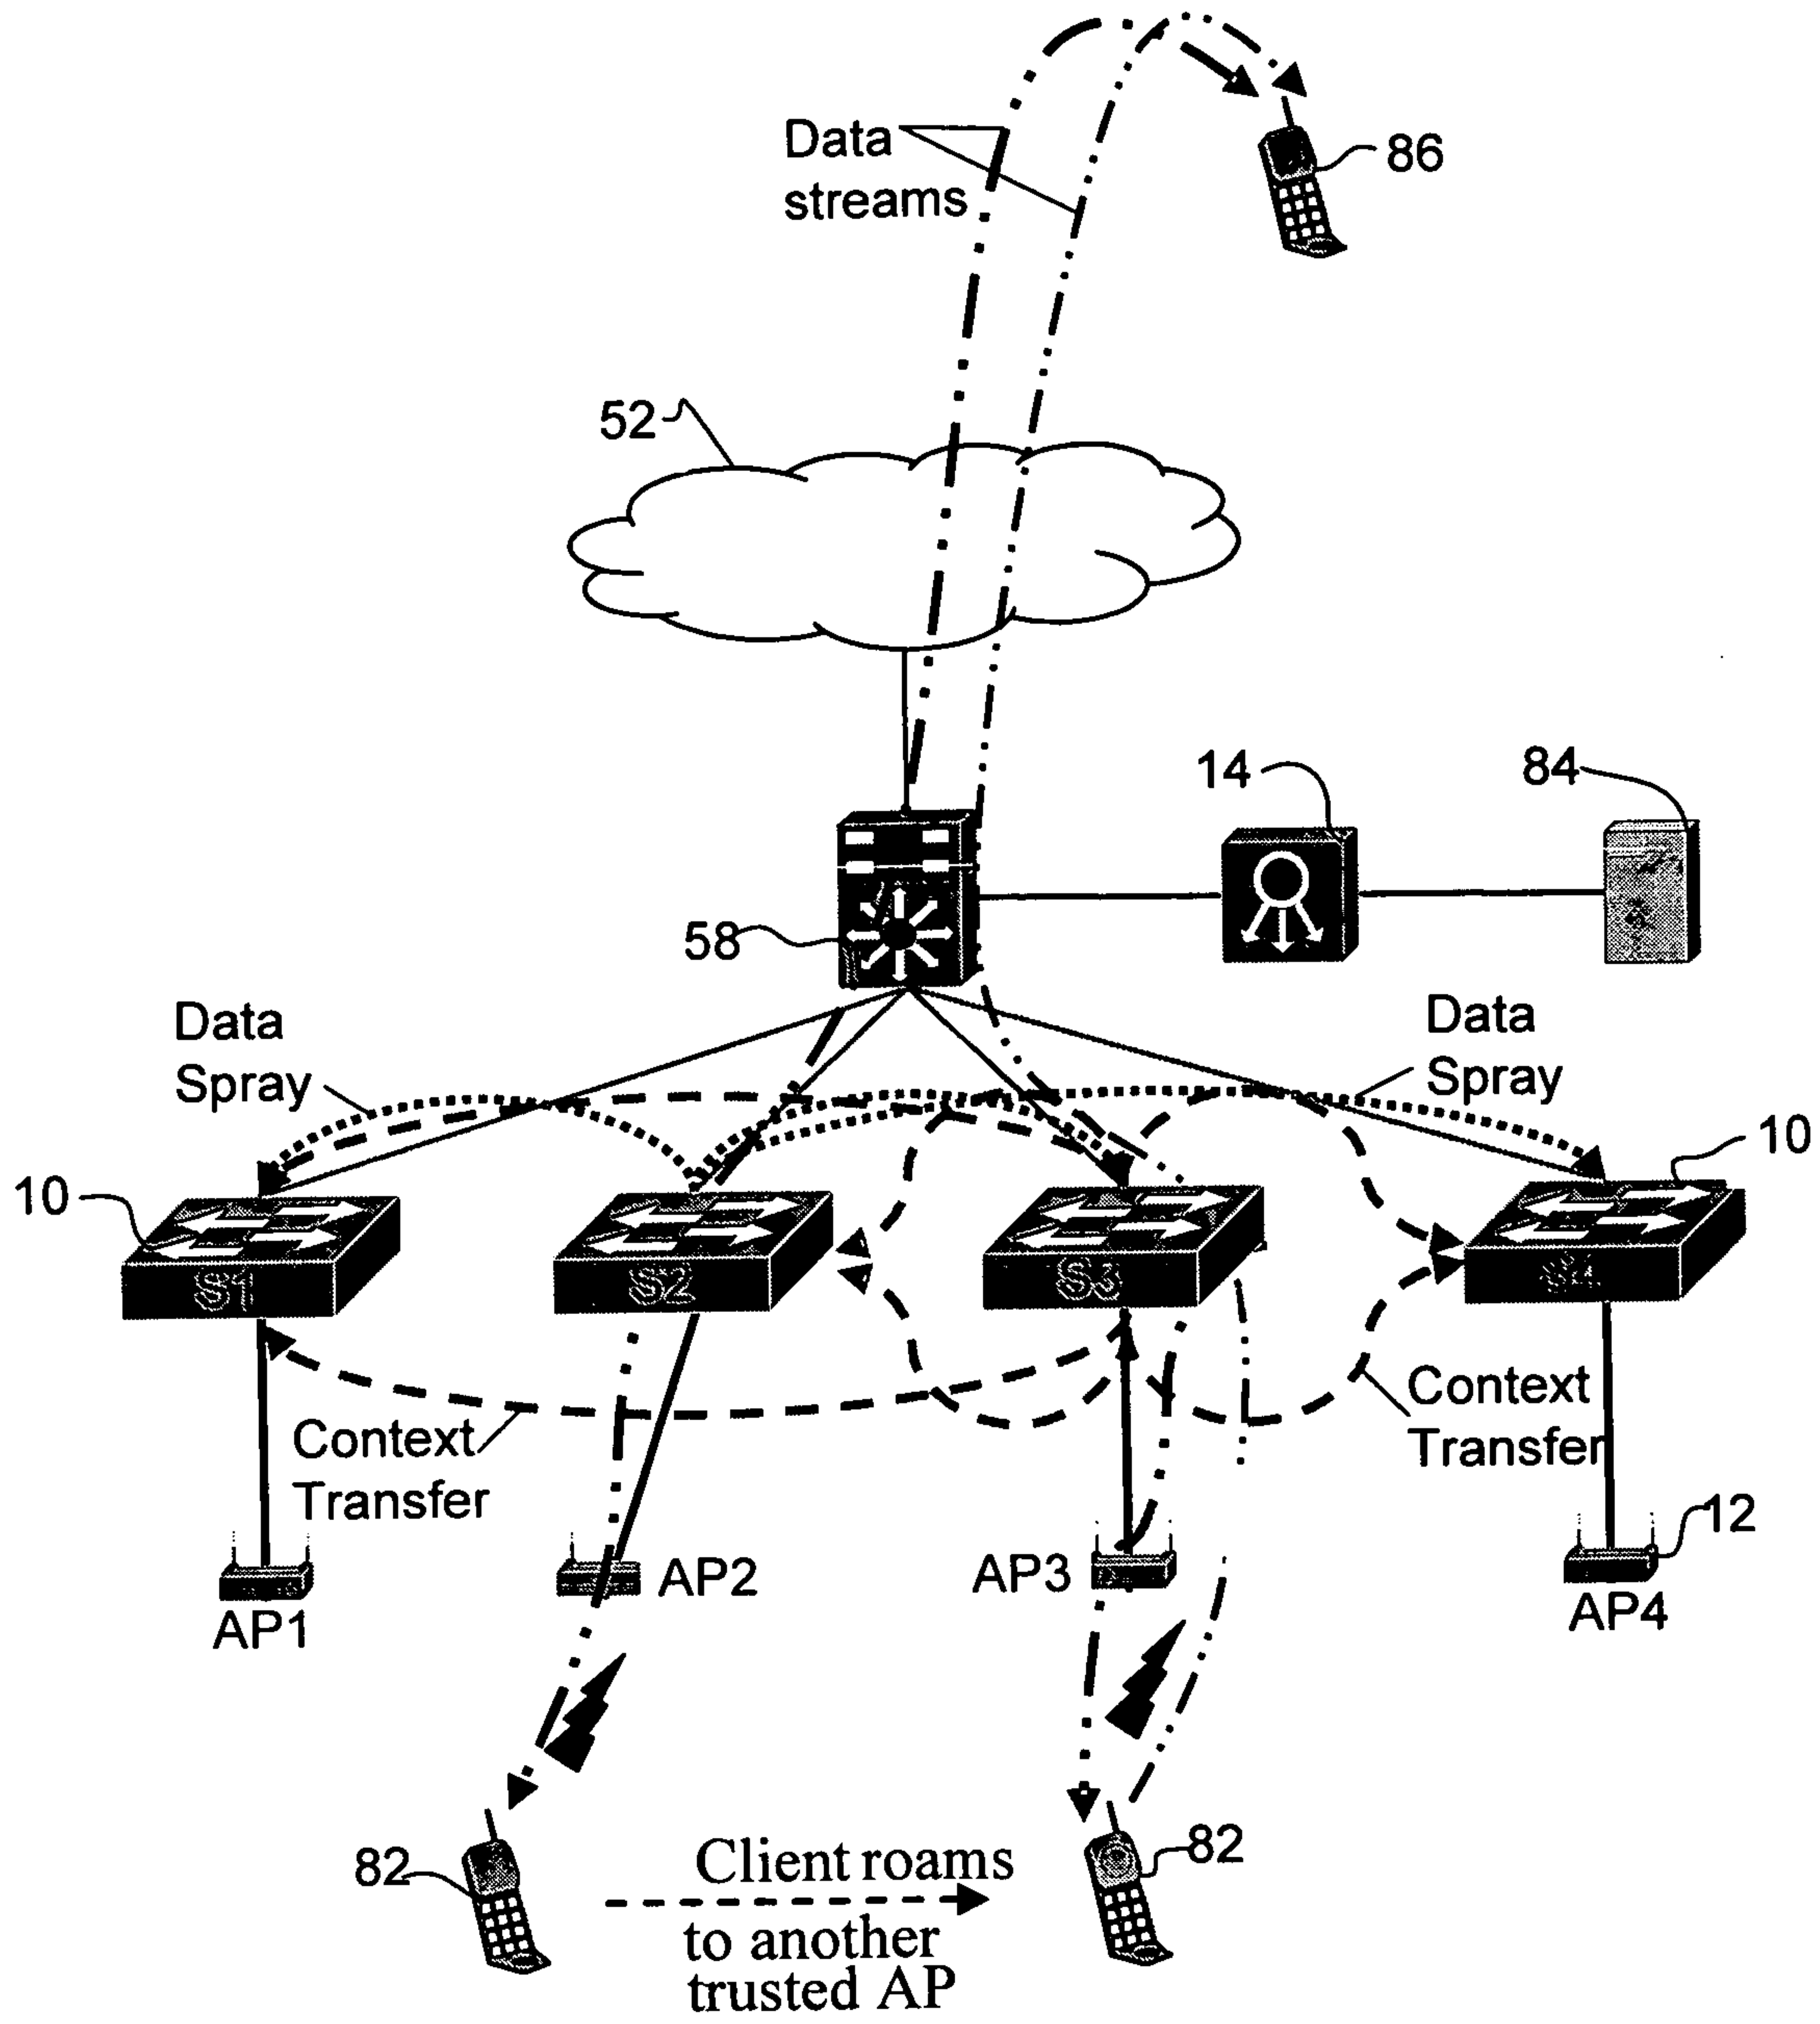 Data
streams
86
52
14
84
58
Data
Spray
Data
Spray
10
10
S1
S2
S3
S4
Context
Transfer
Context
Transfer
12
AP1
AP2
AP3
AP4
82
Client roams
to another
trusted AP
82